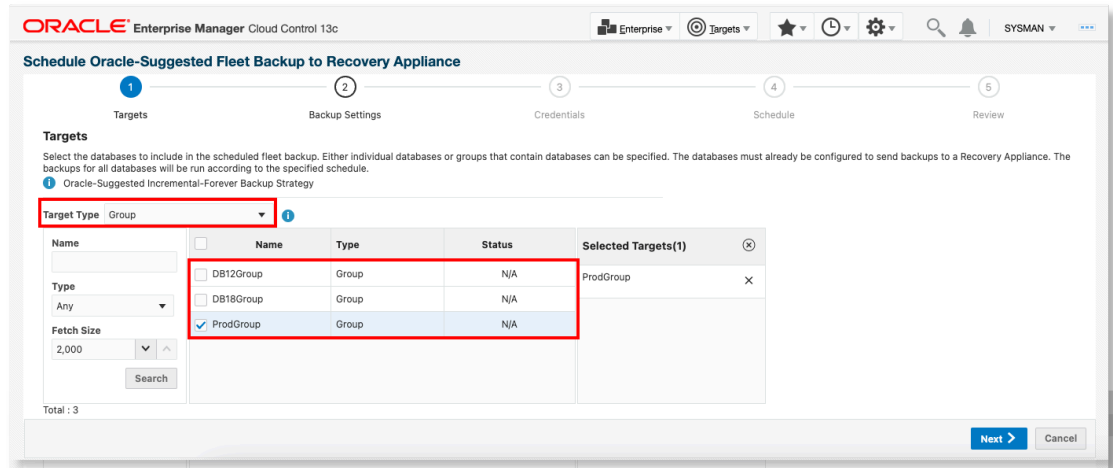 ORACLE® Enterprise Manager Cloud Control 13c
Enterprise Targets SYSMAN
Schedule Oracle-Suggested Fleet Backup to Recovery Appliance
1 2 3 4 5
Targets Backup Settings Credentials Schedule Review
Targets
Select the databases to include in the scheduled fleet backup. Either individual databases or groups that contain databases can be specified. The databases must already be configured to send backups to a Recovery Appliance. The
backups for all databases will be run according to the specified schedule.
Oracle-Suggested Incremental-Forever Backup Strategy
Target Type Group
Name
Type
Any
Fetch Size
2,000
Search
Name Type Status
DB12Group Group N/A
DB18Group Group N/A
ProdGroup Group N/A
Selected Targets(1)
ProdGroup
Total : 3
Next Cancel